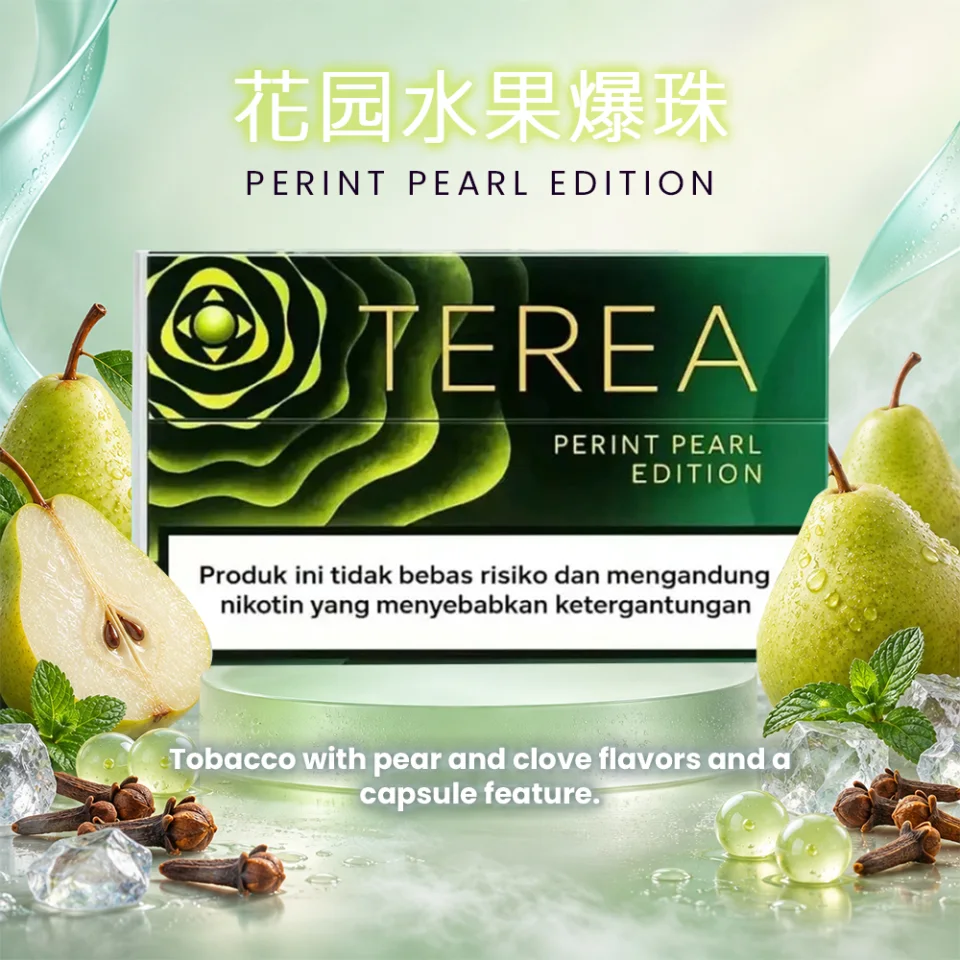 花园水果爆珠
PERINT PEARL EDITION
TEREA
PERINT PEARL
EDITION
Produk ini tidak bebas risiko dan mengandung
nikotin yang menyebabkan ketergantungan
Tobacco with pear and clove flavors and a
capsule feature.